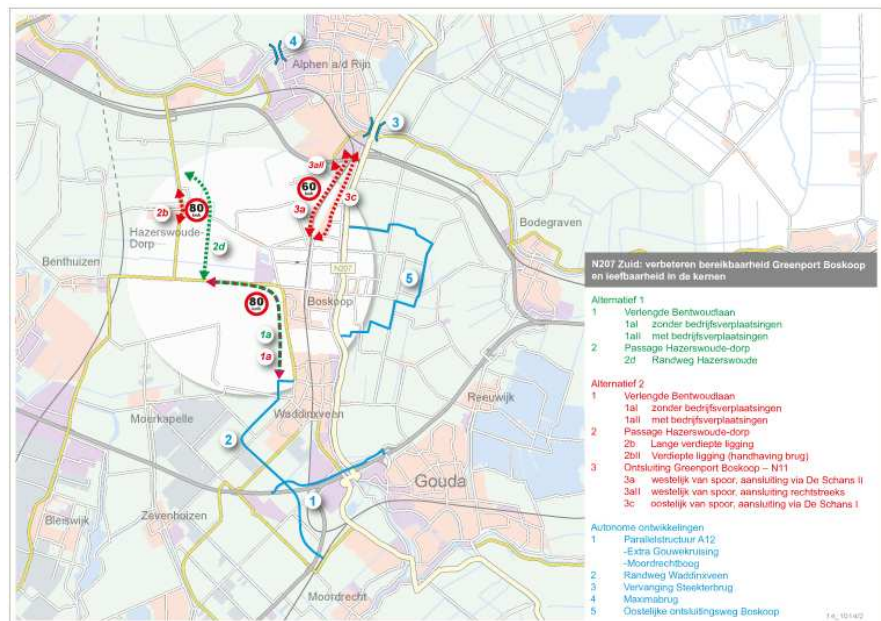 4
Alphen a/d Rijn
3
3aII
60
3a
3c
2b
80
Hazerswoude-
Dorp
2d
Benthuizen
Bodegraven
N207
5
80
Boskoop
1a
1a
Waddinxveen
Reeuwijk
Moerkapelle
2
Gouda
1
Bleiswijk
Zevenhuizen
Moordrecht
N207 Zuid: verbeteren bereikbaarheid Greenport Boskoop
en leefbaarheid in de kernen
Alternatief 1
1 Verlengde Bentwoudlaan
1aI zonder bedrijfsverplaatsingen
1aII met bedrijfsverplaatsingen
2 Passage Hazerswoude-dorp
2d Randweg Hazerswoude
Alternatief 2
1 Verlengde Bentwoudlaan
1aI zonder bedrijfsverplaatsingen
1aII met bedrijfsverplaatsingen
2 Passage Hazerswoude-dorp
2b Lange verdiepte ligging
2bII Verdiepte ligging (handhaving brug)
3 Ontsluiting Greenport Boskoop – N11
3a westelijk van spoor, aansluiting via De Schans II
3aII westelijk van spoor, aansluiting rechtstreeks
3c oostelijk van spoor, aansluiting via De Schans I
Autonome ontwikkelingen
1 Parallelstructuur A12
-Extra Gouwekruising
-Moordrechtboog
2 Randweg Waddinxveen
3 Vervanging Steekterbrug
4 Maximabrug
5 Oostelijke ontsluitingsweg Boskoop